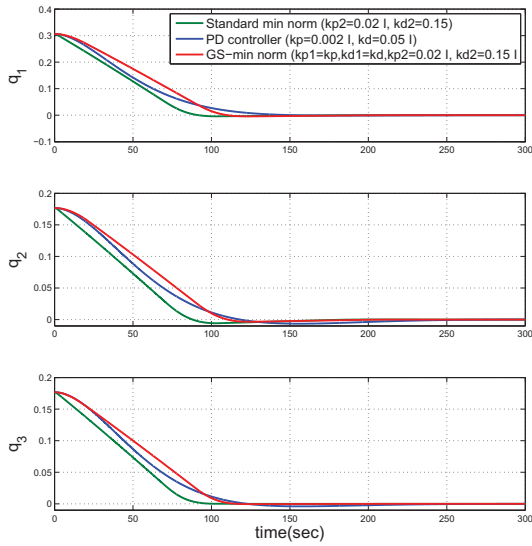 0.4
0.3
0.2
0.1
0
−0.1
q1
Standard min norm (kp2=0.02 I, kd2=0.15)
PD controller (kp=0.002 I, kd=0.05 I)
GS−min norm (kp1=kp,kd1=kd,kp2=0.02 I, kd2=0.15 I
0 50 100 150 200 250 300
0.2
0.15
0.1
0.05
0
q2
0 50 100 150 200 250 300
0.2
0.15
0.1
0.05
0
q3
0 50 100 150 200 250 300
time(sec)